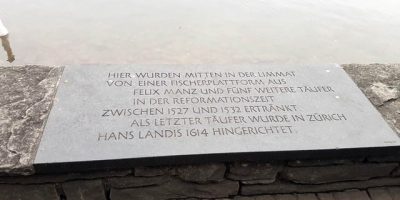 HIER WURDEN MITTEN IN DER LIMMAT
VON EINER FISCHERPLATTFORM AUS
FELIX MANZ UND FÜNF WEITERE TÄUFER
IN DER REFORMATIONSZEIT
ZWISCHEN 1527 UND 1532 ERTRÄNKT
ALS LETZTER TÄUFER WURDE IN ZÜRICH
HANS LANDIS 1614 HINGERICHTET.